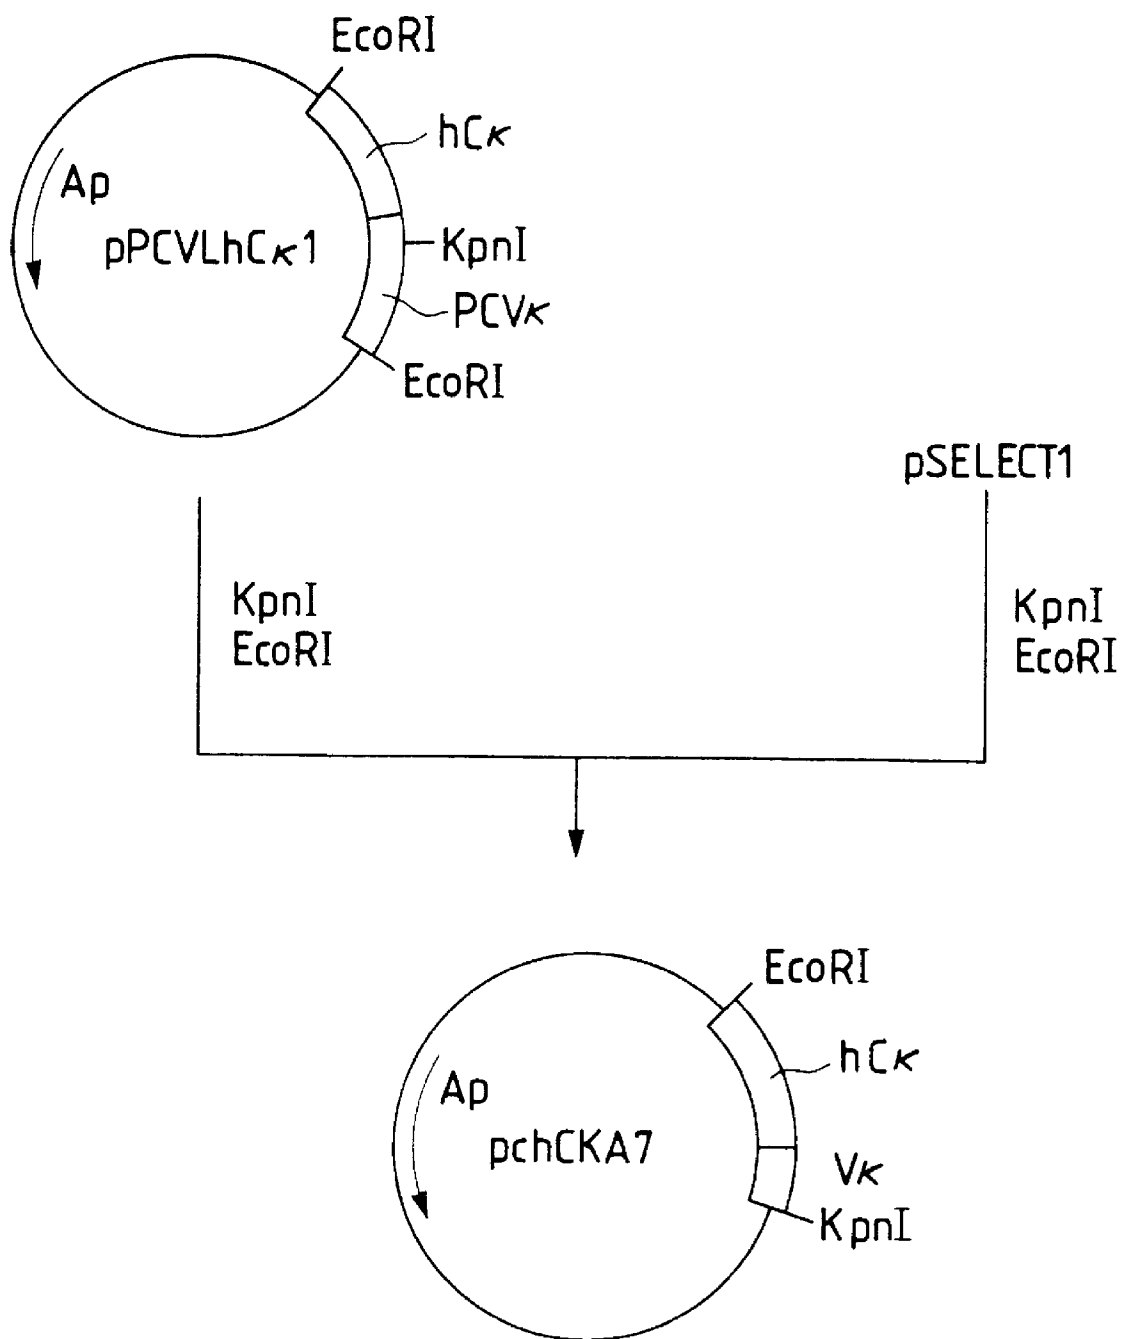 EcoRI
hCκ
Ap
pPCVLhCκ1
KpnI
PCVκ
EcoRI
pSELECT1
KpnI
EcoRI
KpnI
EcoRI
EcoRI
hCκ
Ap
pchCKA7
Vκ
KpnI